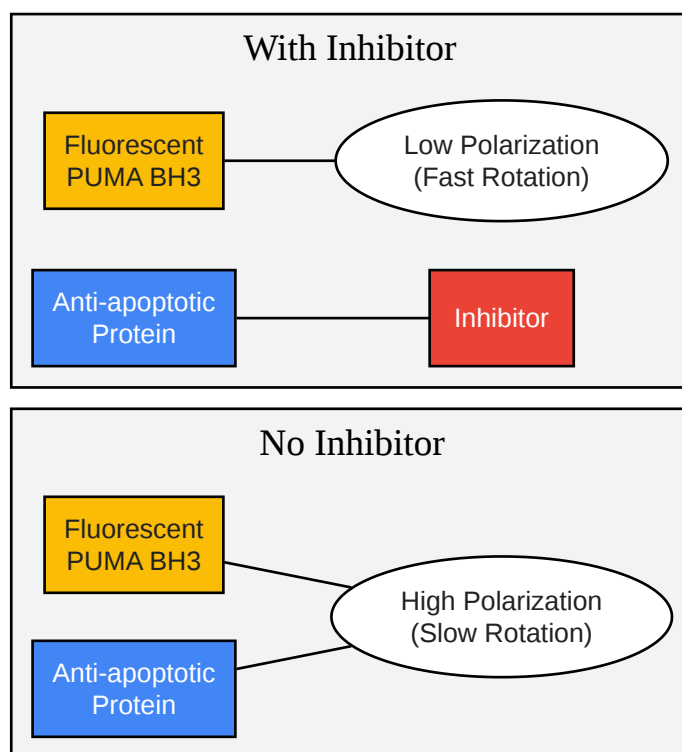 With Inhibitor
Fluorescent
PUMA BH3
Low Polarization
(Fast Rotation)
Anti-apoptotic
Protein
Inhibitor
No Inhibitor
Fluorescent
PUMA BH3
High Polarization
(Slow Rotation)
Anti-apoptotic
Protein